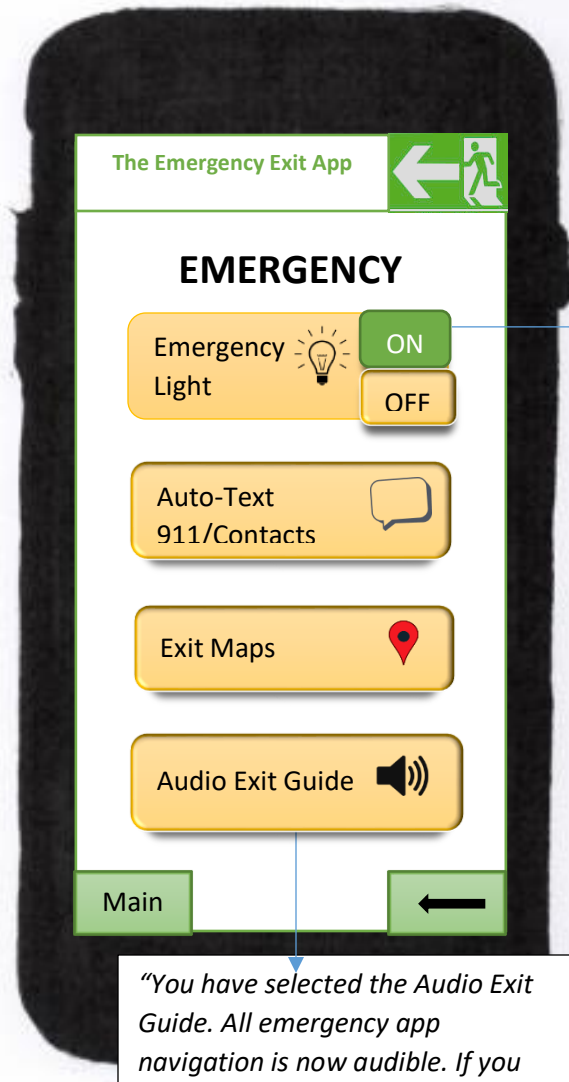 The Emergency Exit App
EMERGENCY
Emergency
Light
ON
OFF
Auto-Text
911/Contacts
Exit Maps
Audio Exit Guide
Main
“You have selected the Audio Exit
Guide. All emergency app
navigation is now audible. If you